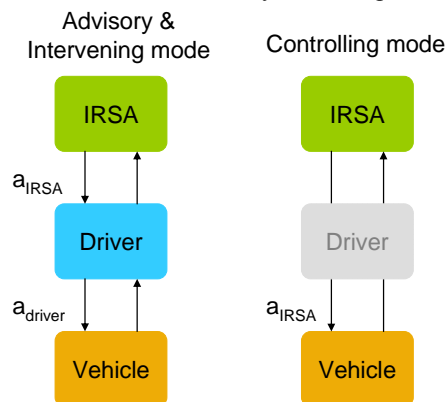 Advisory &
Intervening mode
IRSA
a_IRSA
Driver
a_driver
Vehicle
Controlling mode
IRSA
Driver
a_IRSA
Vehicle